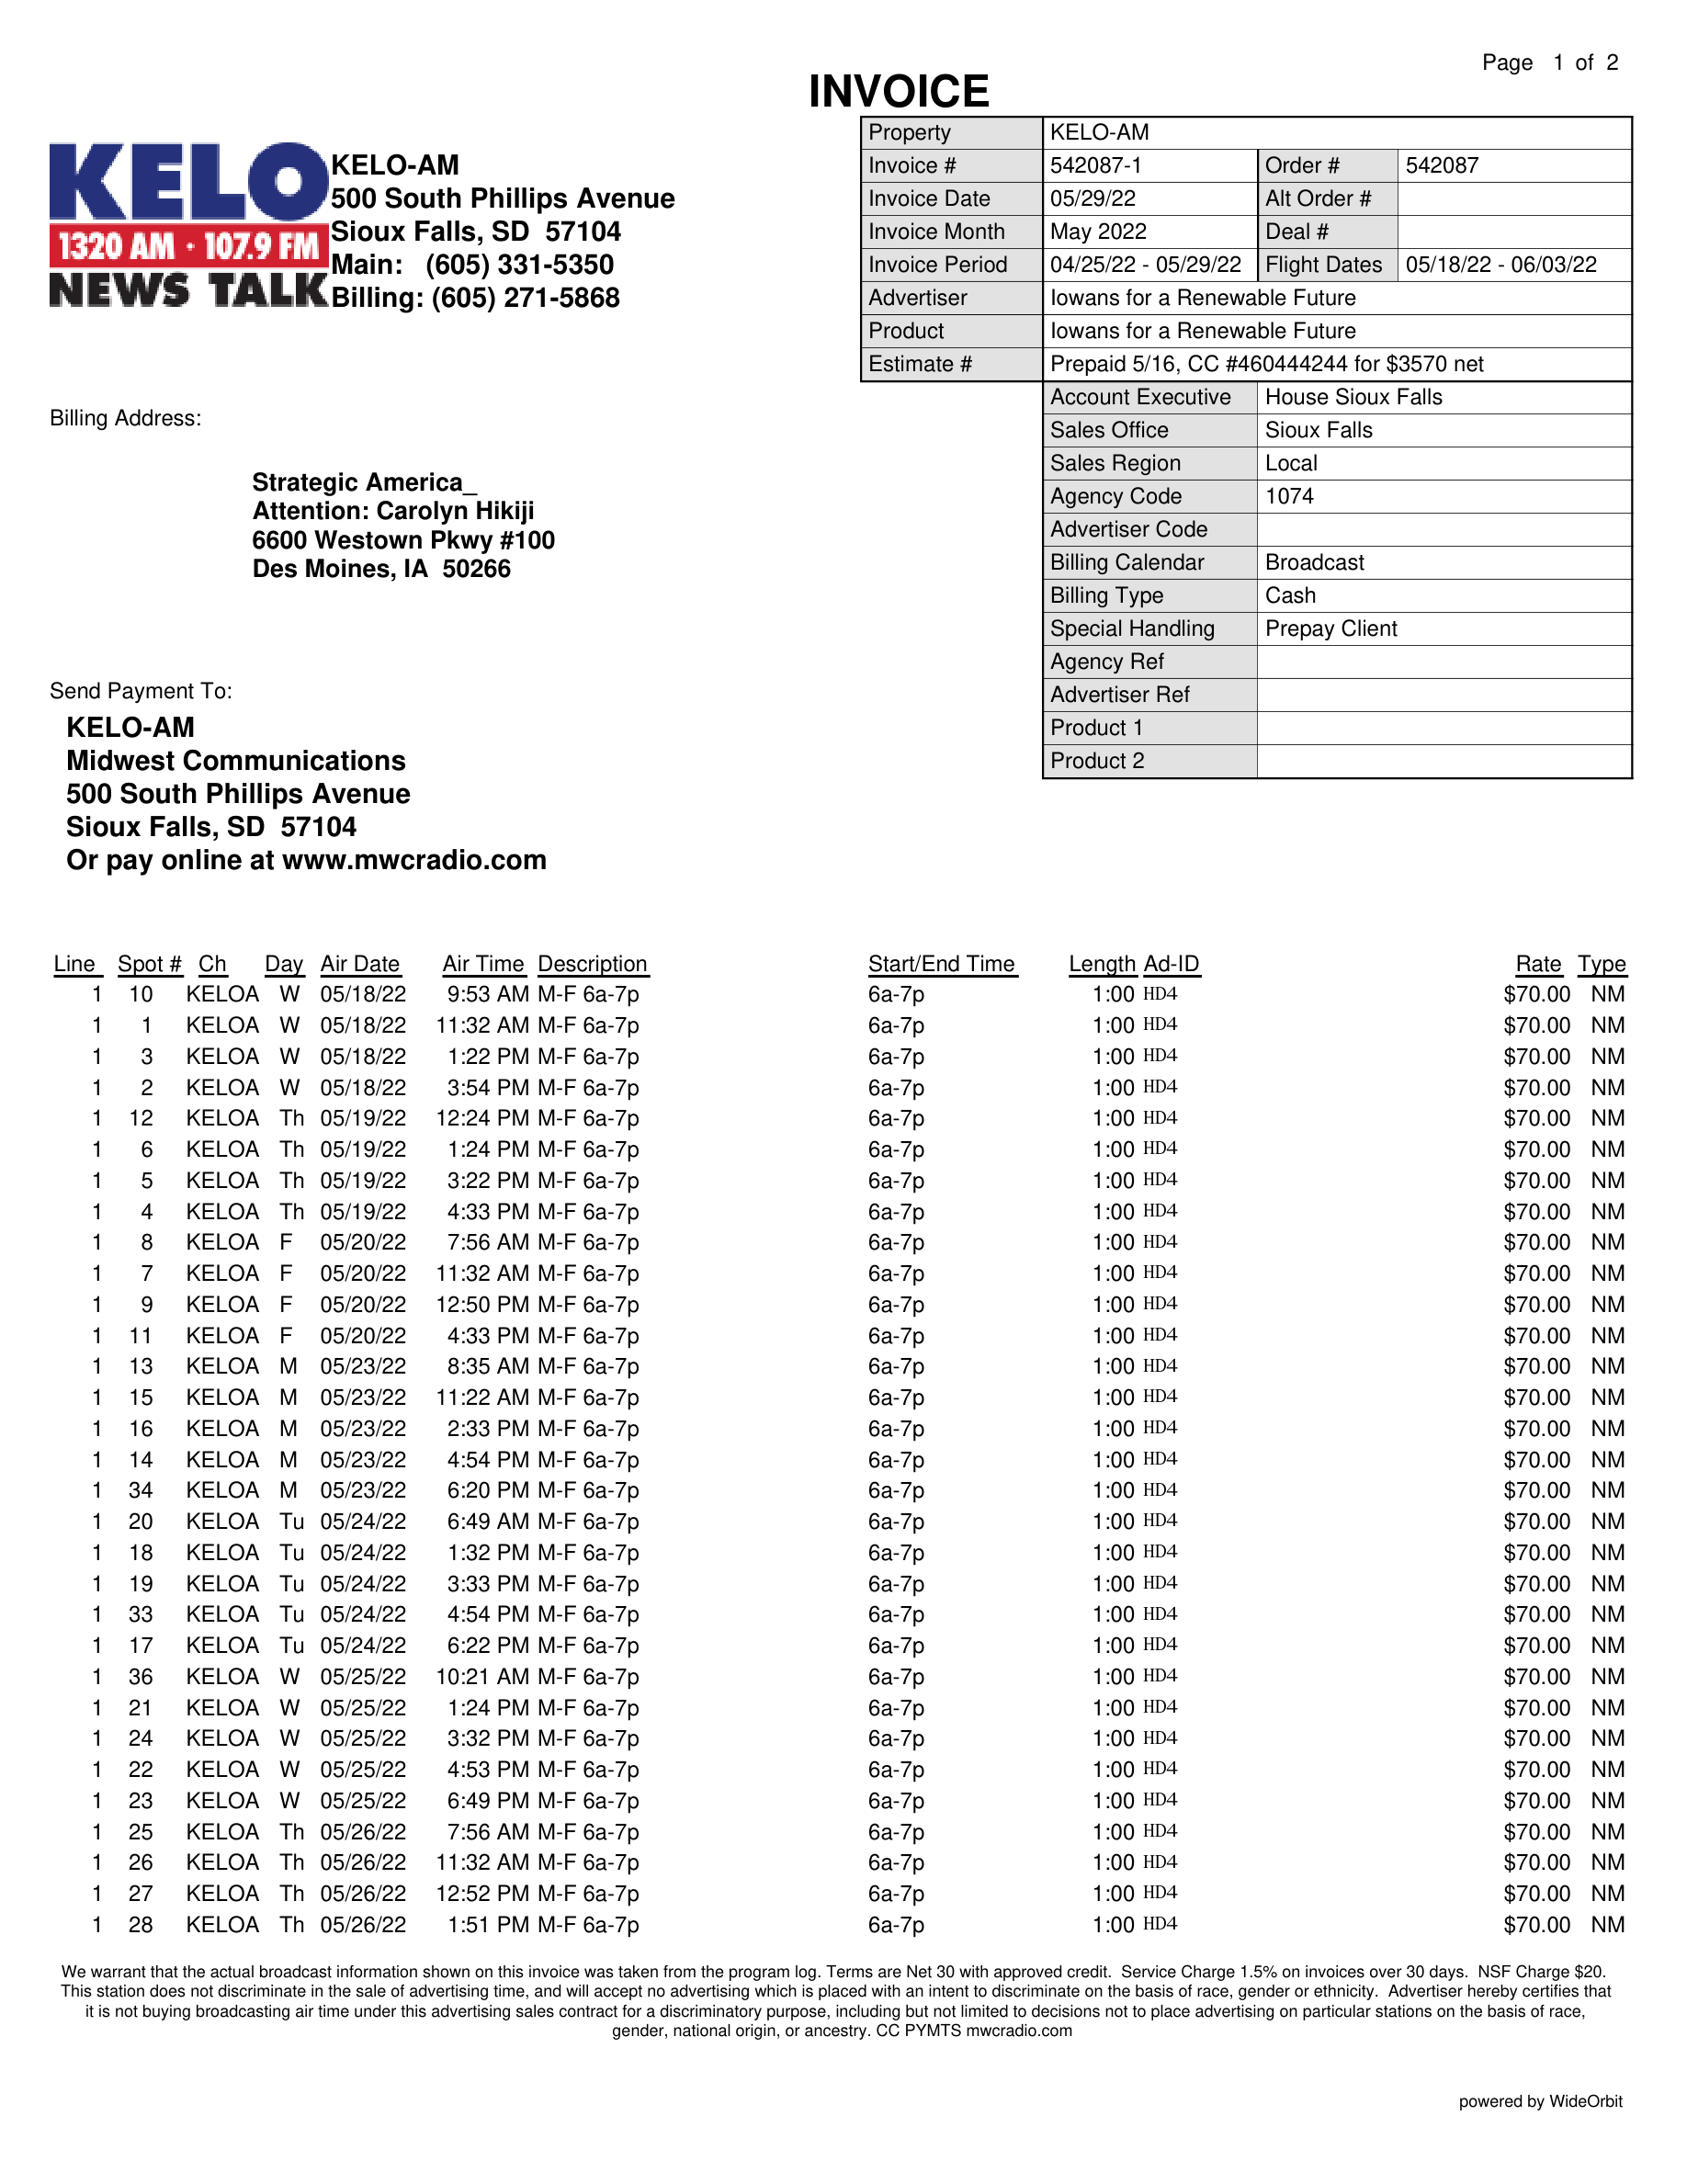 Page 1 of 2
INVOICE
KELO
1320 AM · 107.9 FM
NEWS TALK
KELO-AM
500 South Phillips Avenue
Sioux Falls, SD 57104
Main: (605) 331-5350
Billing: (605) 271-5868
Property KELO-AM
Invoice # 542087-1 Order # 542087
Invoice Date 05/29/22 Alt Order #
Invoice Month May 2022 Deal #
Invoice Period 04/25/22 - 05/29/22 Flight Dates 05/18/22 - 06/03/22
Advertiser Iowans for a Renewable Future
Product Iowans for a Renewable Future
Estimate # Prepaid 5/16, CC #460444244 for $3570 net
Account Executive House Sioux Falls
Sales Office Sioux Falls
Sales Region Local
Agency Code 1074
Advertiser Code
Billing Calendar Broadcast
Billing Type Cash
Special Handling Prepay Client
Agency Ref
Advertiser Ref
Product 1
Product 2
Billing Address:
Strategic America_
Attention: Carolyn Hikiji
6600 Westown Pkwy #100
Des Moines, IA 50266
Send Payment To:
KELO-AM
Midwest Communications
500 South Phillips Avenue
Sioux Falls, SD 57104
Or pay online at www.mwcradio.com
Line Spot # Ch Day Air Date Air Time Description Start/End Time Length Ad-ID Rate Type
1 10 KELOA W 05/18/22 9:53 AM M-F 6a-7p 6a-7p 1:00 HD4 $70.00 NM
1 1 KELOA W 05/18/22 11:32 AM M-F 6a-7p 6a-7p 1:00 HD4 $70.00 NM
1 3 KELOA W 05/18/22 1:22 PM M-F 6a-7p 6a-7p 1:00 HD4 $70.00 NM
1 2 KELOA W 05/18/22 3:54 PM M-F 6a-7p 6a-7p 1:00 HD4 $70.00 NM
1 12 KELOA Th 05/19/22 12:24 PM M-F 6a-7p 6a-7p 1:00 HD4 $70.00 NM
1 6 KELOA Th 05/19/22 1:24 PM M-F 6a-7p 6a-7p 1:00 HD4 $70.00 NM
1 5 KELOA Th 05/19/22 3:22 PM M-F 6a-7p 6a-7p 1:00 HD4 $70.00 NM
1 4 KELOA Th 05/19/22 4:33 PM M-F 6a-7p 6a-7p 1:00 HD4 $70.00 NM
1 8 KELOA F 05/20/22 7:56 AM M-F 6a-7p 6a-7p 1:00 HD4 $70.00 NM
1 7 KELOA F 05/20/22 11:32 AM M-F 6a-7p 6a-7p 1:00 HD4 $70.00 NM
1 9 KELOA F 05/20/22 12:50 PM M-F 6a-7p 6a-7p 1:00 HD4 $70.00 NM
1 11 KELOA F 05/20/22 4:33 PM M-F 6a-7p 6a-7p 1:00 HD4 $70.00 NM
1 13 KELOA M 05/23/22 8:35 AM M-F 6a-7p 6a-7p 1:00 HD4 $70.00 NM
1 15 KELOA M 05/23/22 11:22 AM M-F 6a-7p 6a-7p 1:00 HD4 $70.00 NM
1 16 KELOA M 05/23/22 2:33 PM M-F 6a-7p 6a-7p 1:00 HD4 $70.00 NM
1 14 KELOA M 05/23/22 4:54 PM M-F 6a-7p 6a-7p 1:00 HD4 $70.00 NM
1 34 KELOA M 05/23/22 6:20 PM M-F 6a-7p 6a-7p 1:00 HD4 $70.00 NM
1 20 KELOA Tu 05/24/22 6:49 AM M-F 6a-7p 6a-7p 1:00 HD4 $70.00 NM
1 18 KELOA Tu 05/24/22 1:32 PM M-F 6a-7p 6a-7p 1:00 HD4 $70.00 NM
1 19 KELOA Tu 05/24/22 3:33 PM M-F 6a-7p 6a-7p 1:00 HD4 $70.00 NM
1 33 KELOA Tu 05/24/22 4:54 PM M-F 6a-7p 6a-7p 1:00 HD4 $70.00 NM
1 17 KELOA Tu 05/24/22 6:22 PM M-F 6a-7p 6a-7p 1:00 HD4 $70.00 NM
1 36 KELOA W 05/25/22 10:21 AM M-F 6a-7p 6a-7p 1:00 HD4 $70.00 NM
1 21 KELOA W 05/25/22 1:24 PM M-F 6a-7p 6a-7p 1:00 HD4 $70.00 NM
1 24 KELOA W 05/25/22 3:32 PM M-F 6a-7p 6a-7p 1:00 HD4 $70.00 NM
1 22 KELOA W 05/25/22 4:53 PM M-F 6a-7p 6a-7p 1:00 HD4 $70.00 NM
1 23 KELOA W 05/25/22 6:49 PM M-F 6a-7p 6a-7p 1:00 HD4 $70.00 NM
1 25 KELOA Th 05/26/22 7:56 AM M-F 6a-7p 6a-7p 1:00 HD4 $70.00 NM
1 26 KELOA Th 05/26/22 11:32 AM M-F 6a-7p 6a-7p 1:00 HD4 $70.00 NM
1 27 KELOA Th 05/26/22 12:52 PM M-F 6a-7p 6a-7p 1:00 HD4 $70.00 NM
1 28 KELOA Th 05/26/22 1:51 PM M-F 6a-7p 6a-7p 1:00 HD4 $70.00 NM
We warrant that the actual broadcast information shown on this invoice was taken from the program log. Terms are Net 30 with approved credit. Service Charge 1.5% on invoices over 30 days. NSF Charge $20.
This station does not discriminate in the sale of advertising time, and will accept no advertising which is placed with an intent to discriminate on the basis of race, gender or ethnicity. Advertiser hereby certifies that
it is not buying broadcasting air time under this advertising sales contract for a discriminatory purpose, including but not limited to decisions not to place advertising on particular stations on the basis of race,
gender, national origin, or ancestry. CC PYMTS mwcradio.com
powered by WideOrbit